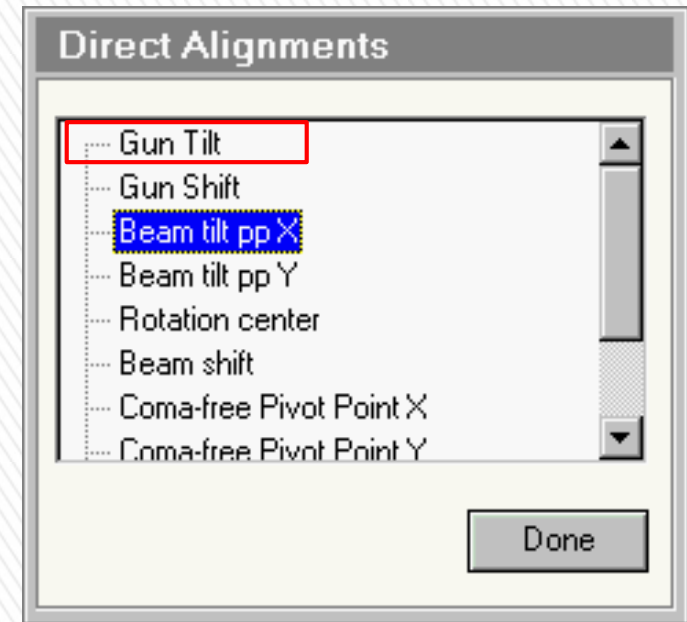 Direct Alignments
Gun Tilt
Gun Shift
Beam tilt pp X
Beam tilt pp Y
Rotation center
Beam shift
Coma-free Pivot Point X
Coma-free Pivot Point Y
Done